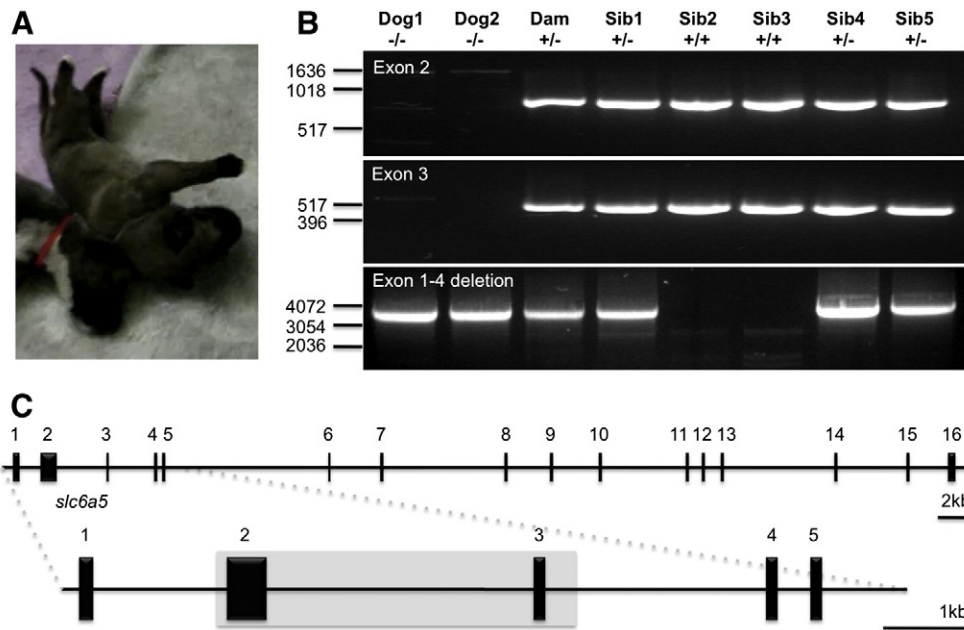 A
B
Dog1 Dog2 Dam Sib1 Sib2 Sib3 Sib4 Sib5
-/- -/- +/- +/- +/+ +/+ +/- +/-
Exon 2
1636
1018
517
Exon 3
517
396
Exon 1-4 deletion
4072
3054
2036
C
1 2 3 4 5 6 7 8 9 10 11 12 13 14 15 16
slc6a5
2kb
1 2 3 4 5
1kb